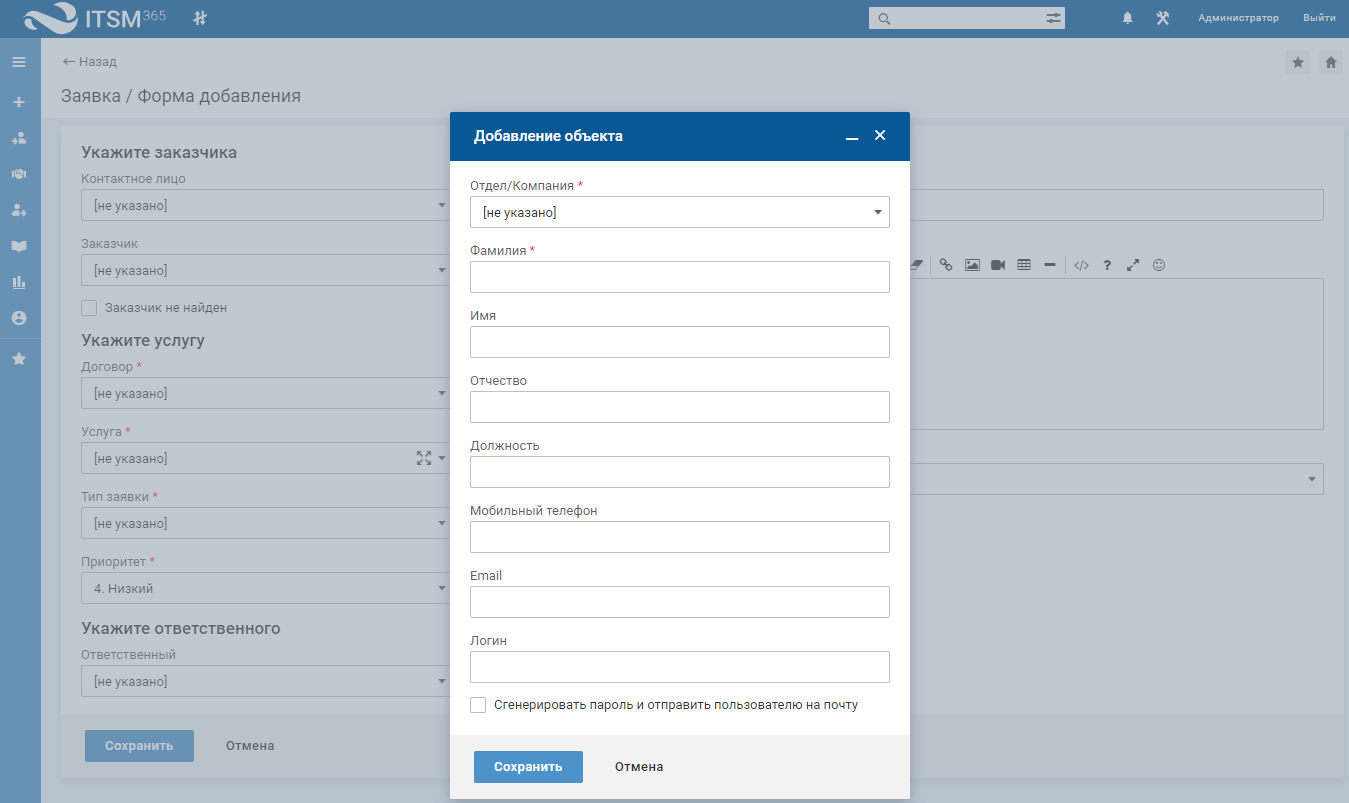 ITSM 365
Администратор
Выйти
← Назад
Заявка / Форма добавления
Укажите заказчика
Контактное лицо
[не указано]
Заказчик
[не указано]
Заказчик не найден
Укажите услугу
Договор *
[не указано]
Услуга *
[не указано]
Тип заявки *
[не указано]
Приоритет *
4. Низкий
Укажите ответственного
Ответственный
[не указано]
Сохранить
Отмена
Добавление объекта
Отдел/Компания *
[не указано]
Фамилия *
Имя
Отчество
Должность
Мобильный телефон
Email
Логин
Сгенерировать пароль и отправить пользователю на почту
Сохранить
Отмена